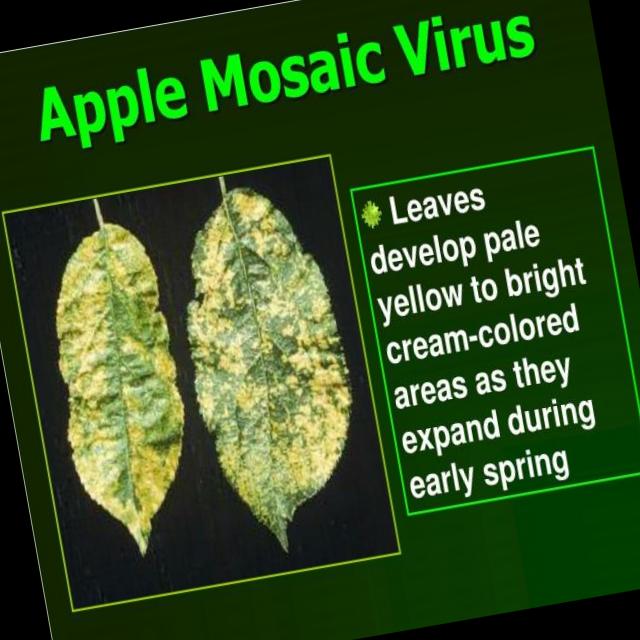 Apple Mosaic Virus
Leaves
develop pale
yellow to bright
cream-colored
areas as they
expand during
early spring